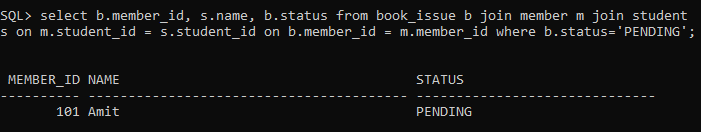 SQL> select b.member_id, s.name, b.status from book_issue b join member m join student
s on m.student_id = s.student_id on b.member_id = m.member_id where b.status='PENDING';
MEMBER_ID NAME STATUS
---------- ---------------------------------------- ------------------------------
101 Amit PENDING